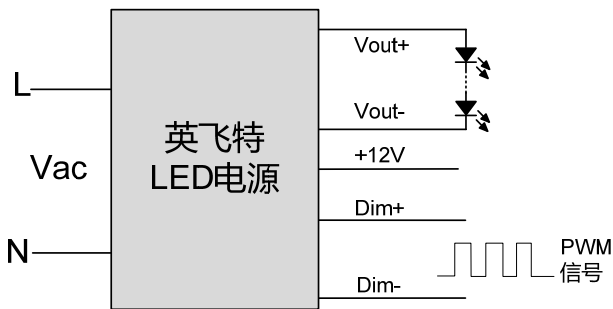 L
Vac
N
英飞特
LED电源
Vout+
Vout-
+12V
Dim+
Dim-
PWM
信号